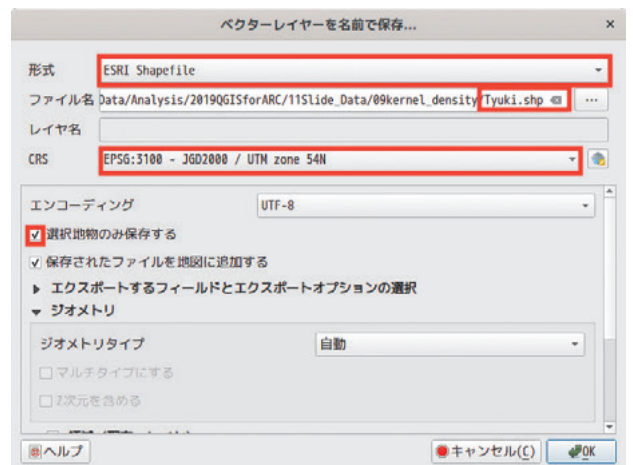 ベクターレイヤーを名前で保存...
×
形式 ESRI Shapefile
ファイル名 Data/Analysis/2019QGISforARC/11Slide_Data/09kernel_density/Tyuki.shp ...
レイヤ名
CRS EPSG:3100 - JGD2000 / UTM zone 54N
エンコーディング UTF-8
選択地物のみ保存する
保存されたファイルを地図に追加する
エクスポートするフィールドとエクスポートオプションの選択
ジオメトリ
ジオメトリタイプ 自動
マルチタイプにする
Z次元を含める
ヘルプ キャンセル(C) OK